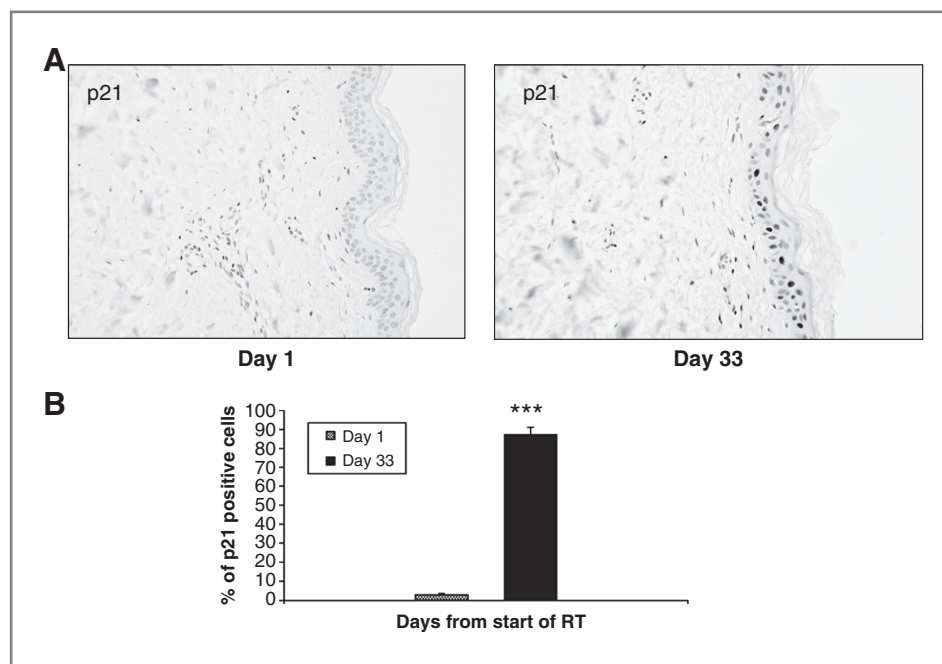 A
p21
p21
Day 1
Day 33
B
% of p21 positive cells
100
90
80
70
60
50
40
30
20
10
0
Day 1
Day 33
***
Days from start of RT